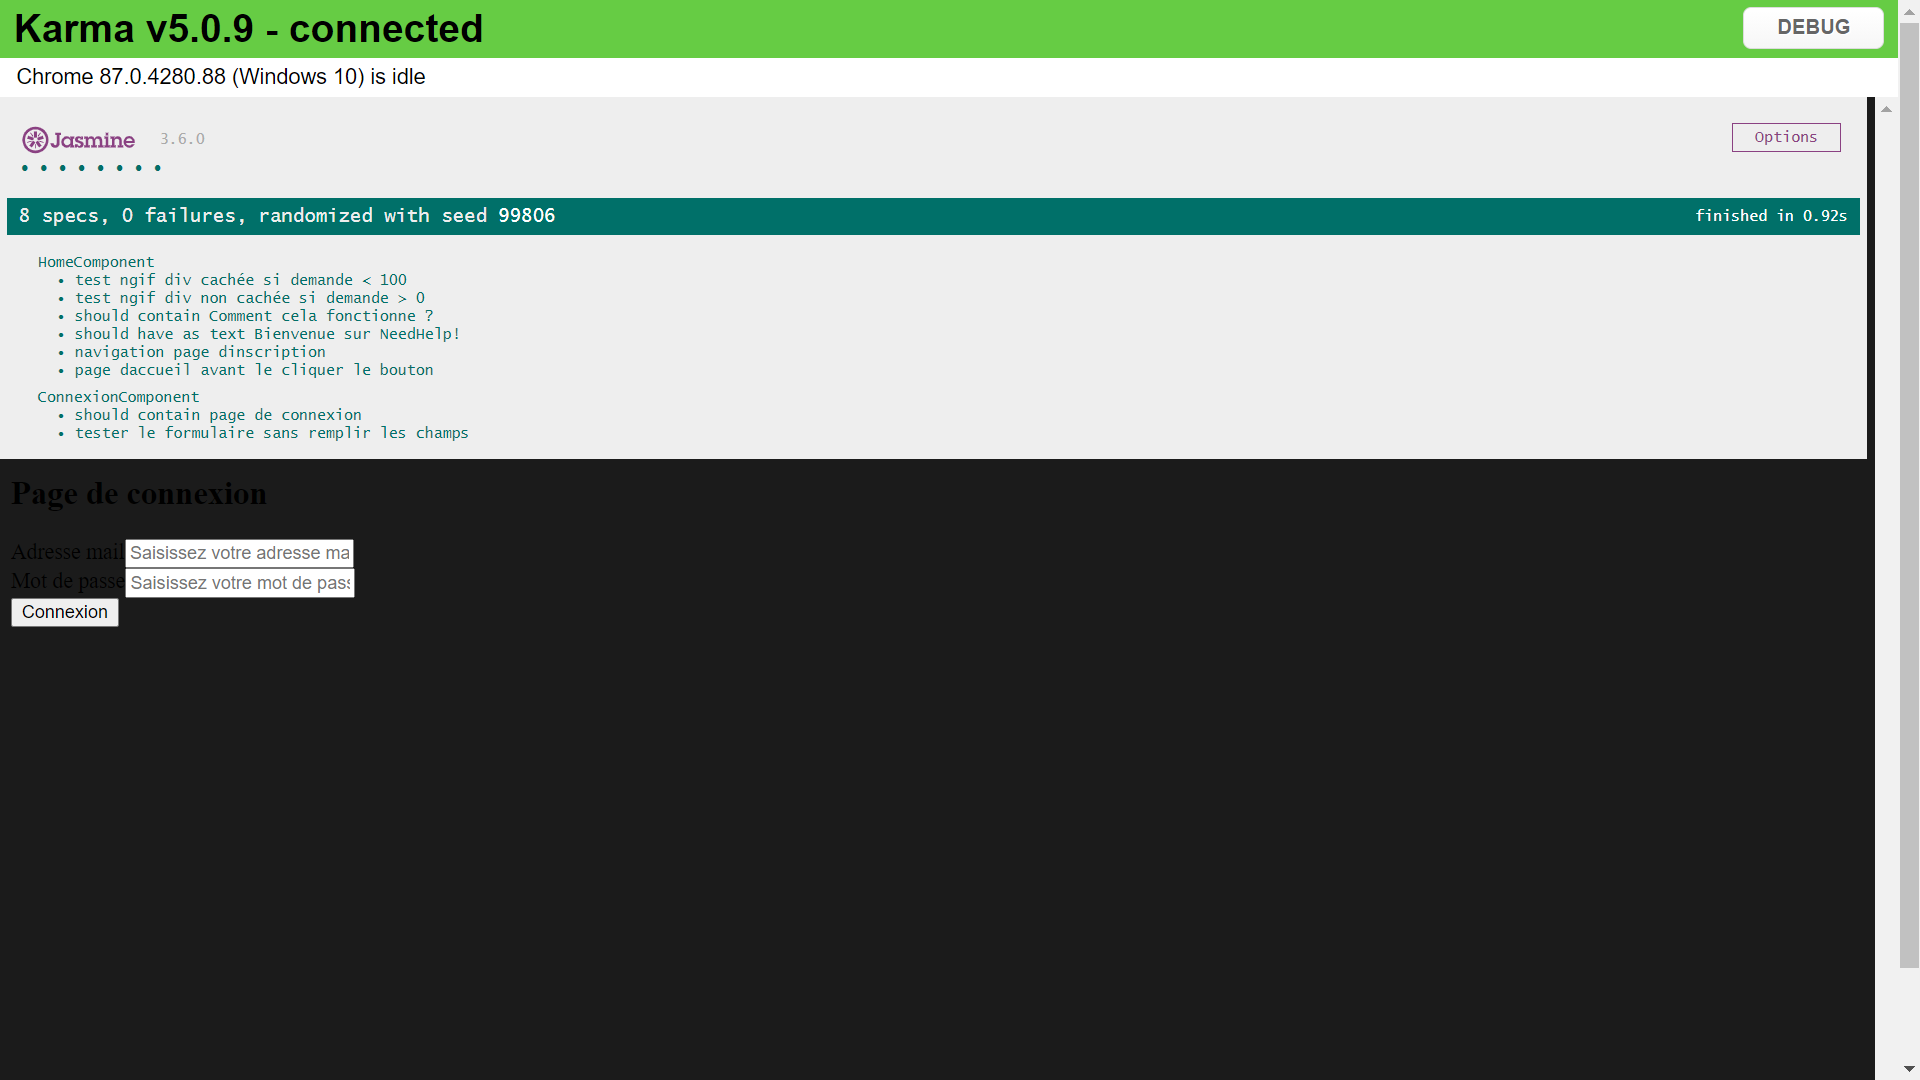 Karma v5.0.9 - connected
DEBUG
Chrome 87.0.4280.88 (Windows 10) is idle
Jasmine 3.6.0
Options
• • • • • • • •
8 specs, 0 failures, randomized with seed 99806
finished in 0.92s
HomeComponent
• test ngif div cachée si demande < 100
• test ngif div non cachée si demande > 0
• should contain Comment cela fonctionne ?
• should have as text Bienvenue sur NeedHelp!
• navigation page dinscription
• page daccueil avant le cliquer le bouton
ConnexionComponent
• should contain page de connexion
• tester le formulaire sans remplir les champs
Page de connexion
Adresse mail Saisissez votre adresse ma
Mot de passe Saisissez votre mot de pass
Connexion